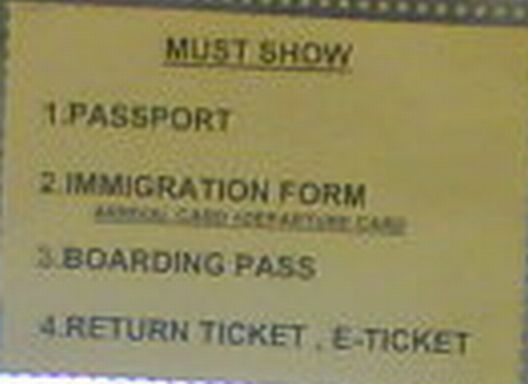 MUST SHOW
1.PASSPORT
2.IMMIGRATION FORM
ARRIVAL CARD +DEPARTURE CARD
3.BOARDING PASS
4.RETURN TICKET , E-TICKET